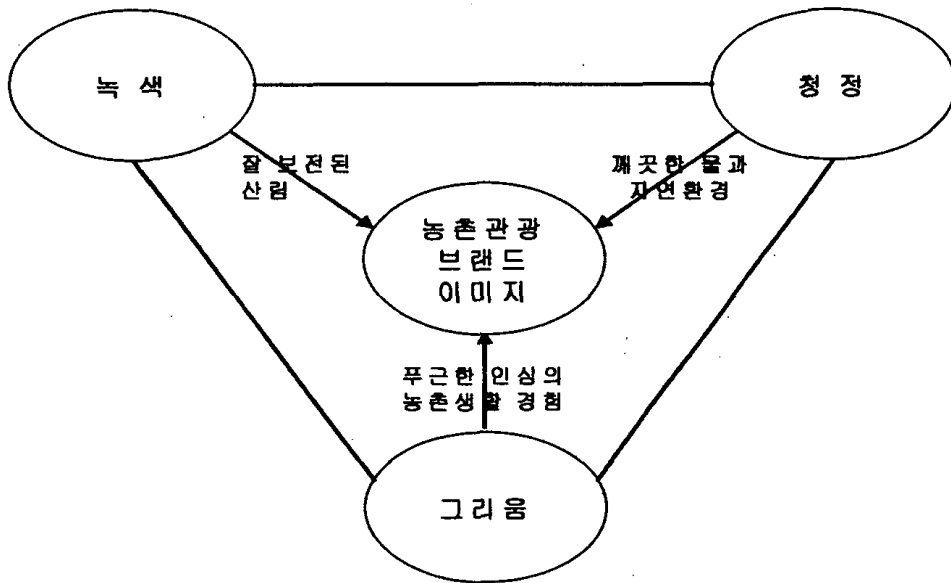 녹 색
청 정
잘 보전된
산림
깨끗한 물과
자연환경
농촌관광
브랜드
이미지
푸근한 인심의
농촌생활 경험
그리움